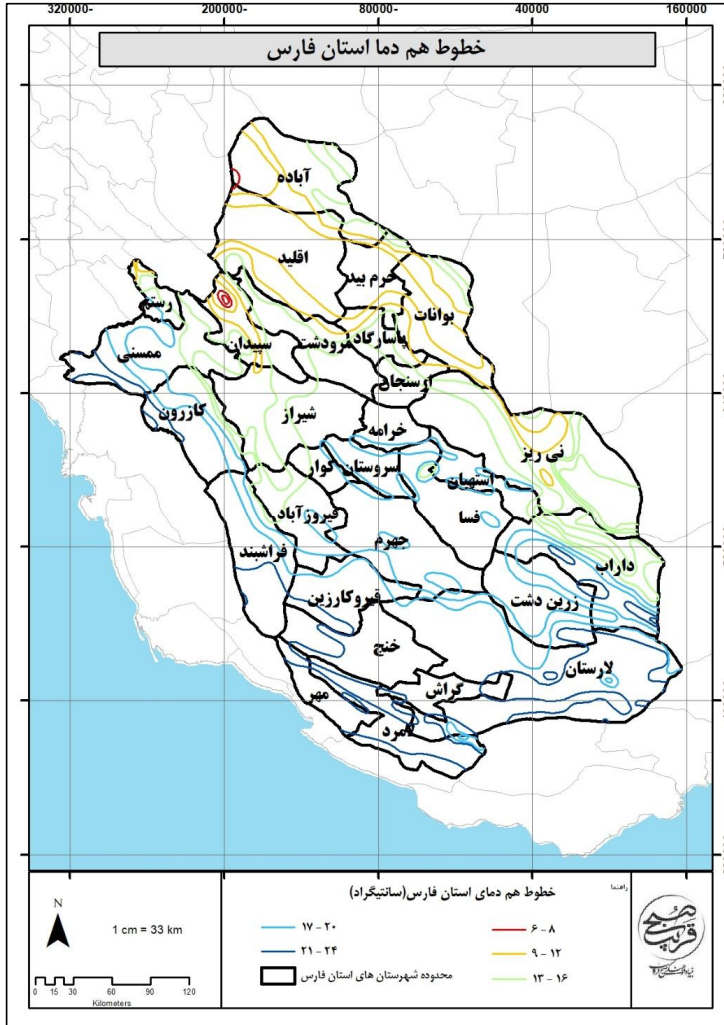 320000- 200000- 80000- 40000 160000
خطوط هم دما استان فارس
آباده
اقلید
خرم بید
بوانات
رستم
سپیدان
مرودشت
پاسارگاد
ممسنی
ارسنجان
کازرون
شیراز
خرامه
نی ریز
سروستان
کوار
استهبان
فسا
فیروزآباد
جهرم
فراشبند
داراب
زرین دشت
قیروکارزین
خنج
لارستان
گراش
مهر
لامرد
راهنما
خطوط هم دمای استان فارس(سانتیگراد)
۶ - ۸
۹ - ۱۲
۱۳ - ۱۶
۱۷ - ۲۰
۲۱ - ۲۴
محدوده شهرستان های استان فارس
N
1 cm = 33 km
0 15 30 60 90 120
Kilometers